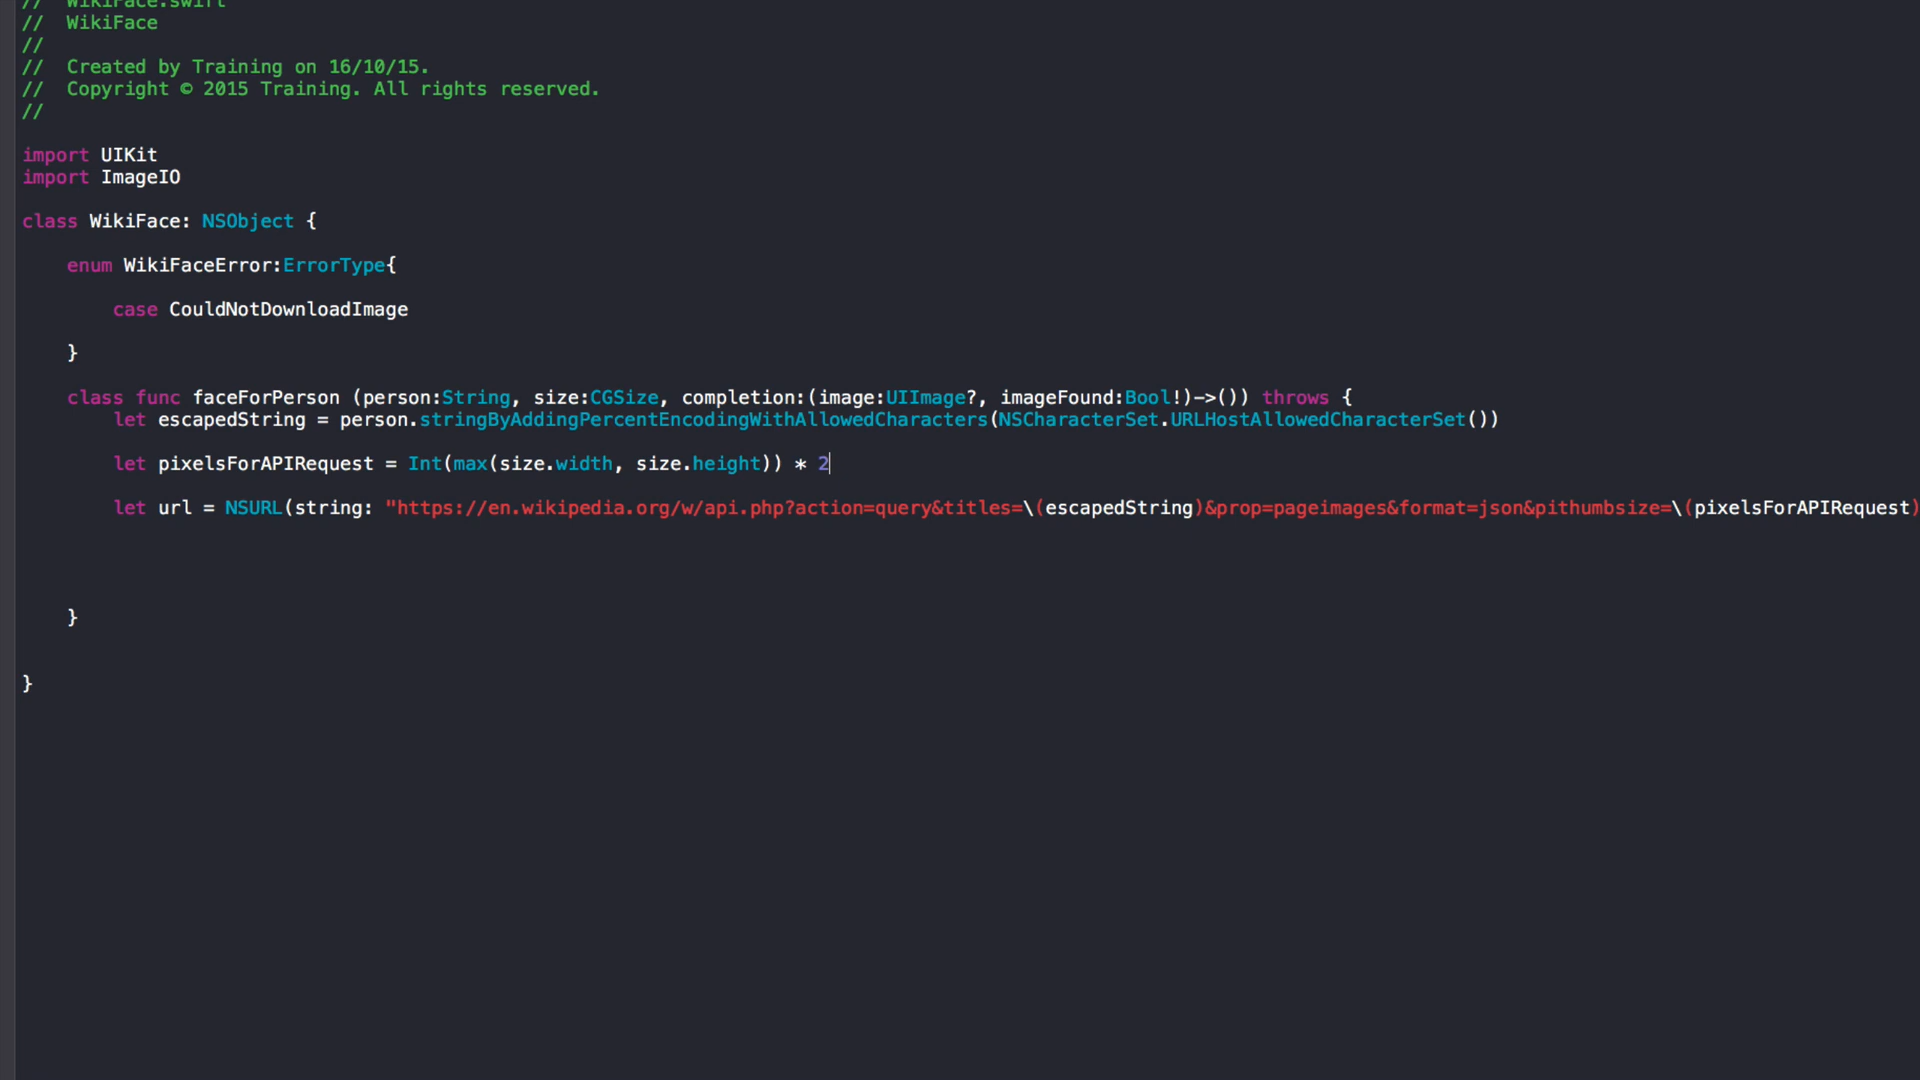 // WikiFace.swift
// WikiFace
//
// Created by Training on 16/10/15.
// Copyright © 2015 Training. All rights reserved.
//
import UIKit
import ImageIO
class WikiFace: NSObject {
enum WikiFaceError:ErrorType{
case CouldNotDownloadImage
}
class func faceForPerson (person:String, size:CGSize, completion:(image:UIImage?, imageFound:Bool!)->()) throws {
let escapedString = person.stringByAddingPercentEncodingWithAllowedCharacters(NSCharacterSet.URLHostAllowedCharacterSet())
let pixelsForAPIRequest = Int(max(size.width, size.height)) * 2
let url = NSURL(string: "https://en.wikipedia.org/w/api.php?action=query&titles=\(escapedString)&prop=pageimages&format=json&pithumbsize=\(pixelsForAPIRequest)
}
}